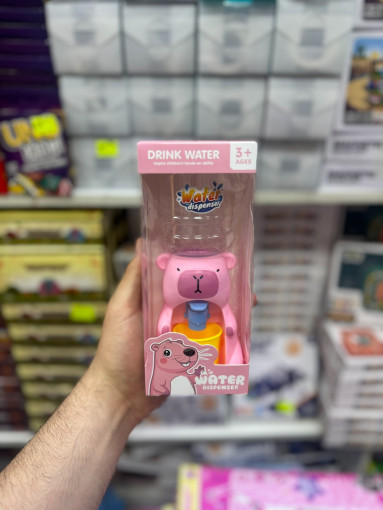 DRINK WATER
3+
AGES
Water
dispenser
WATER
DISPENSER